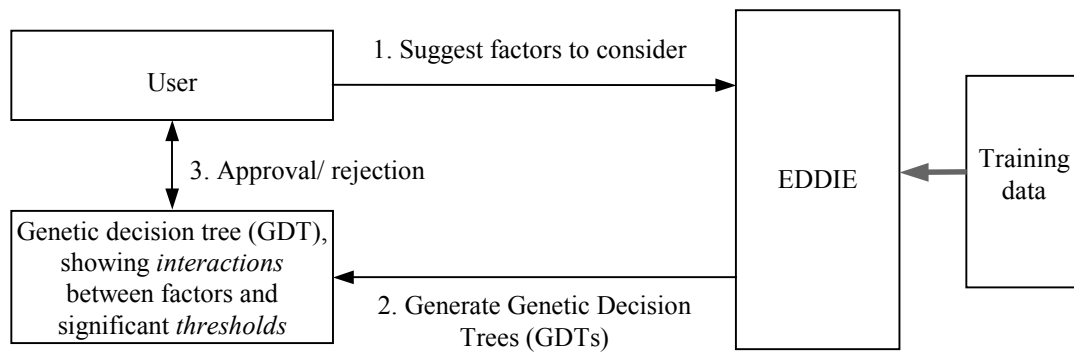 1. Suggest factors to consider
User
EDDIE
Training
data
3. Approval/ rejection
Genetic decision tree (GDT),
showing interactions
between factors and
significant thresholds
2. Generate Genetic Decision
Trees (GDTs)